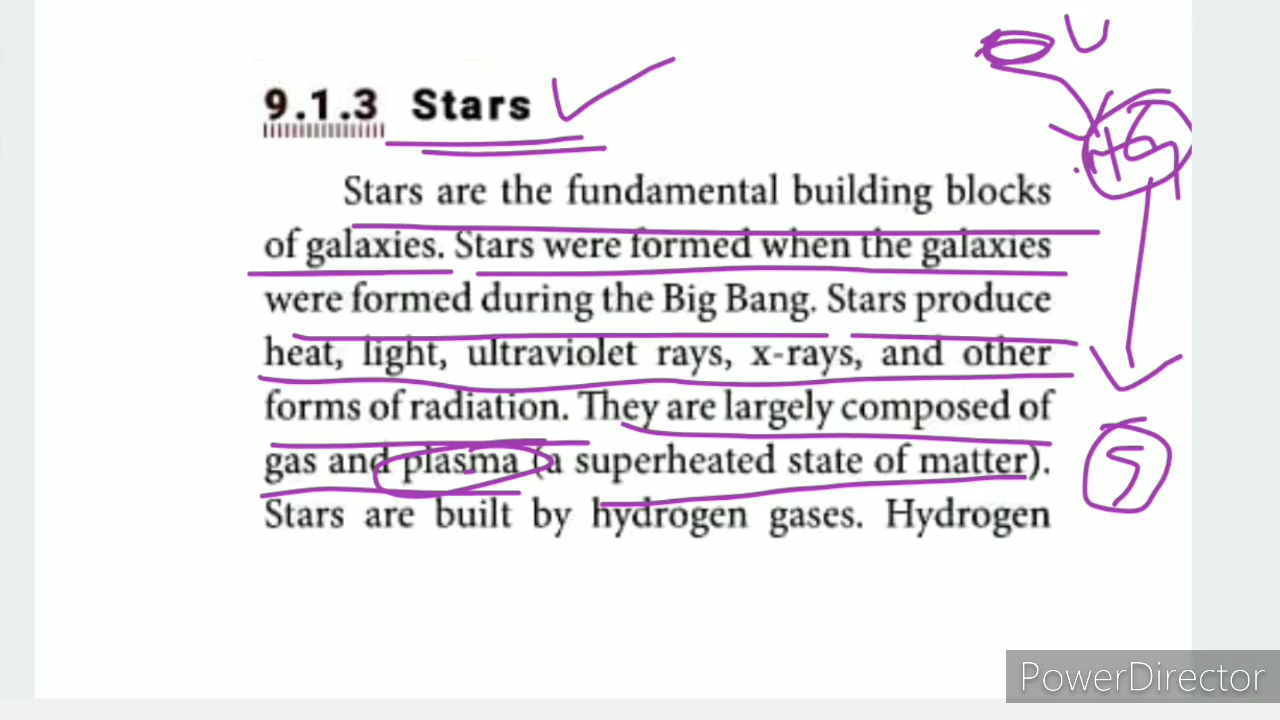 9.1.3 Stars
Stars are the fundamental building blocks
of galaxies. Stars were formed when the galaxies
were formed during the Big Bang. Stars produce
heat, light, ultraviolet rays, x-rays, and other
forms of radiation. They are largely composed of
gas and plasma (a superheated state of matter).
Stars are built by hydrogen gases. Hydrogen
U
S
PowerDirector